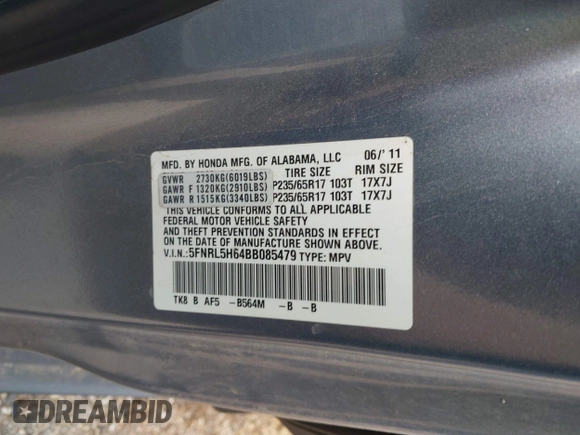 MFD. BY HONDA MFG. OF ALABAMA, LLC 06/'11
TIRE SIZE RIM SIZE
GVWR 2730KG(6019LBS)
GAWR F 1320KG(2910LBS) P235/65R17 103T 17X7J
GAWR R 1515KG(3340LBS) P235/65R17 103T 17X7J
THIS VEHICLE CONFORMS TO ALL APPLICABLE
FEDERAL MOTOR VEHICLE SAFETY
AND THEFT PREVENTION STANDARDS IN EFFECT
ON THE DATE OF MANUFACTURE SHOWN ABOVE.
V.I.N.: 5FNRL5H64BB085479 TYPE: MPV
TK8 B AF5 -B564M -B -B
DREAMBID